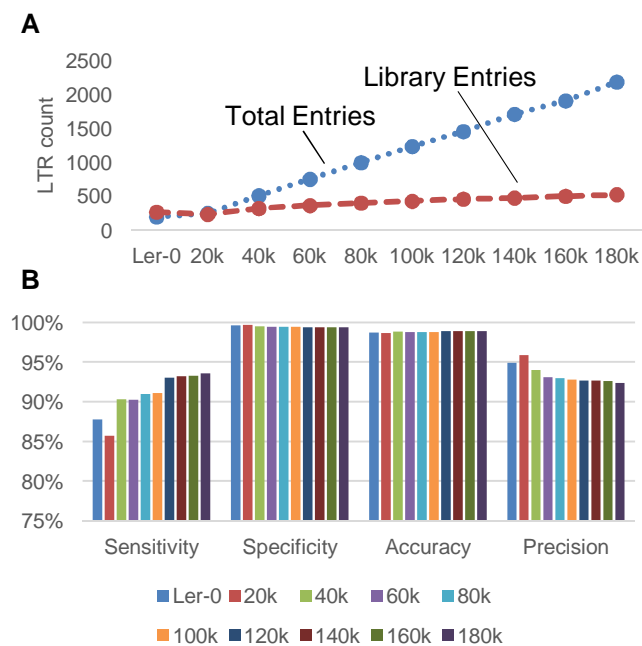 A
2500
2000
1500
1000
500
0
LTR count
Library Entries
Total Entries
Ler-0 20k 40k 60k 80k 100k 120k 140k 160k 180k
B
100%
95%
90%
85%
80%
75%
Sensitivity Specificity Accuracy Precision
Ler-0 20k 40k 60k 80k
100k 120k 140k 160k 180k